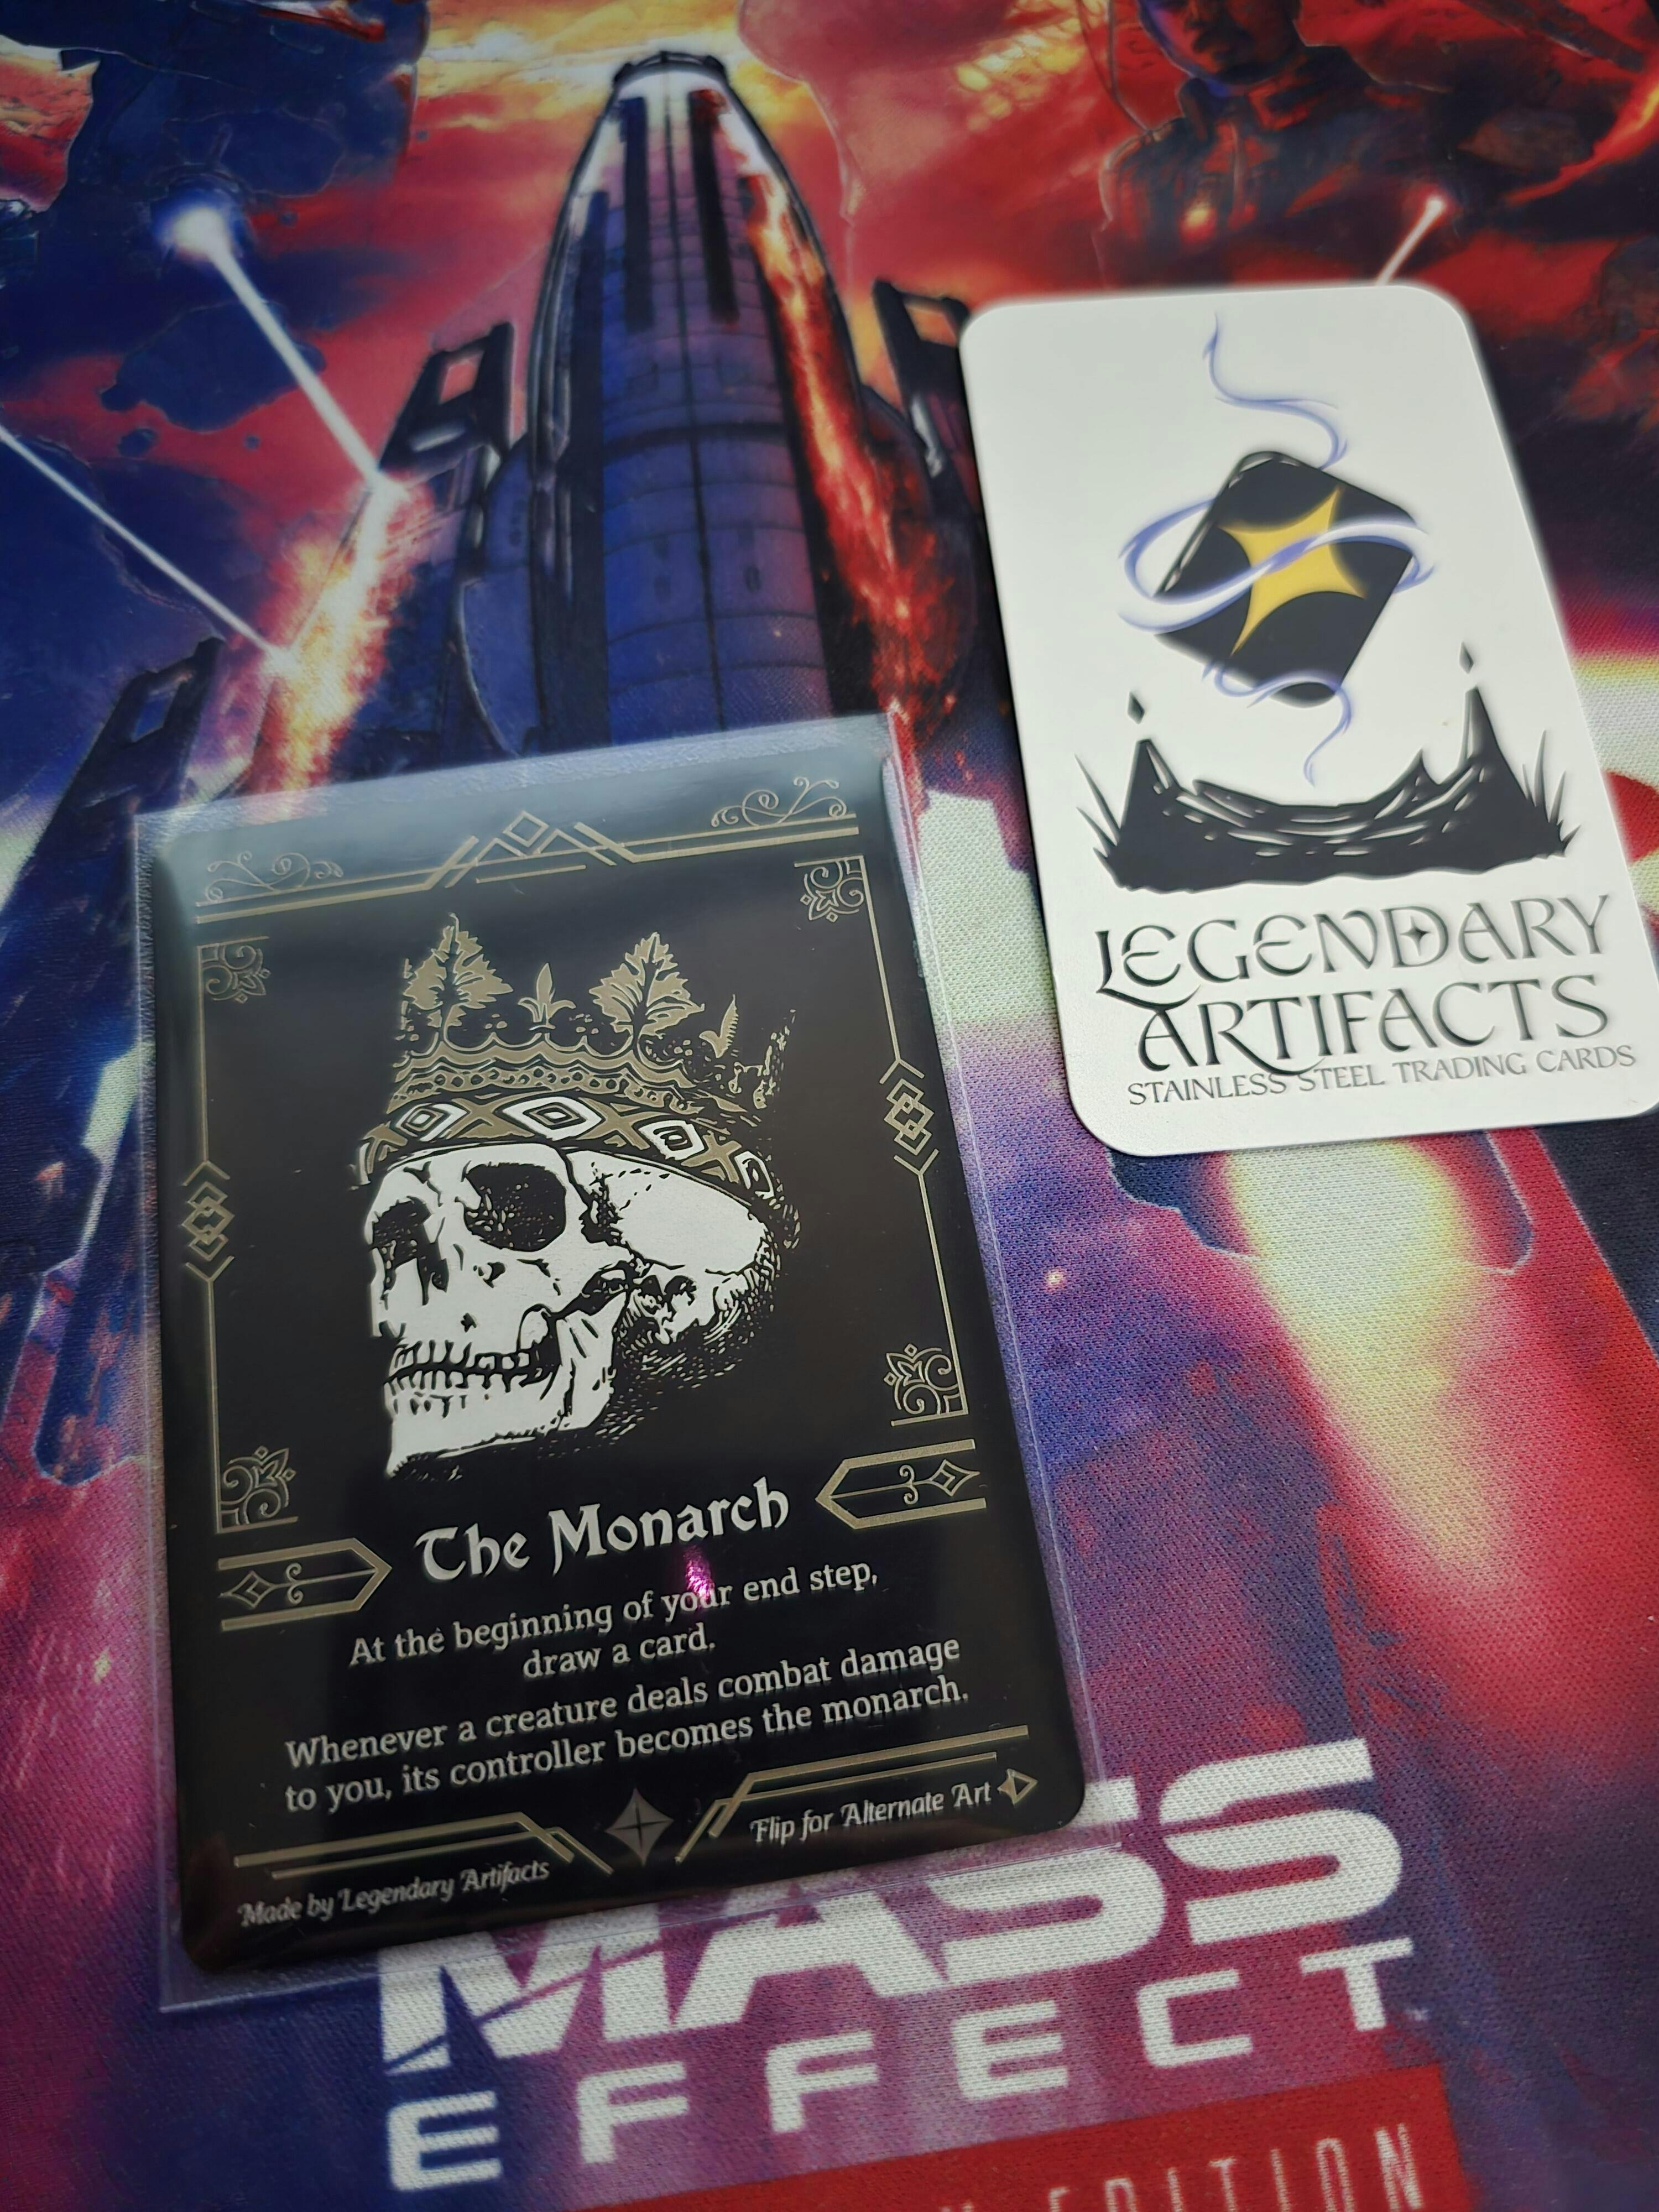 LEGENDARY
ARTIFACTS
STAINLESS STEEL TRADING CARDS
The Monarch
At the beginning of your end step,
draw a card.
Whenever a creature deals combat damage
to you, its controller becomes the monarch.
Flip for Alternate Art
Made by Legendary Artifacts
MASS
EFFECT
EDITION